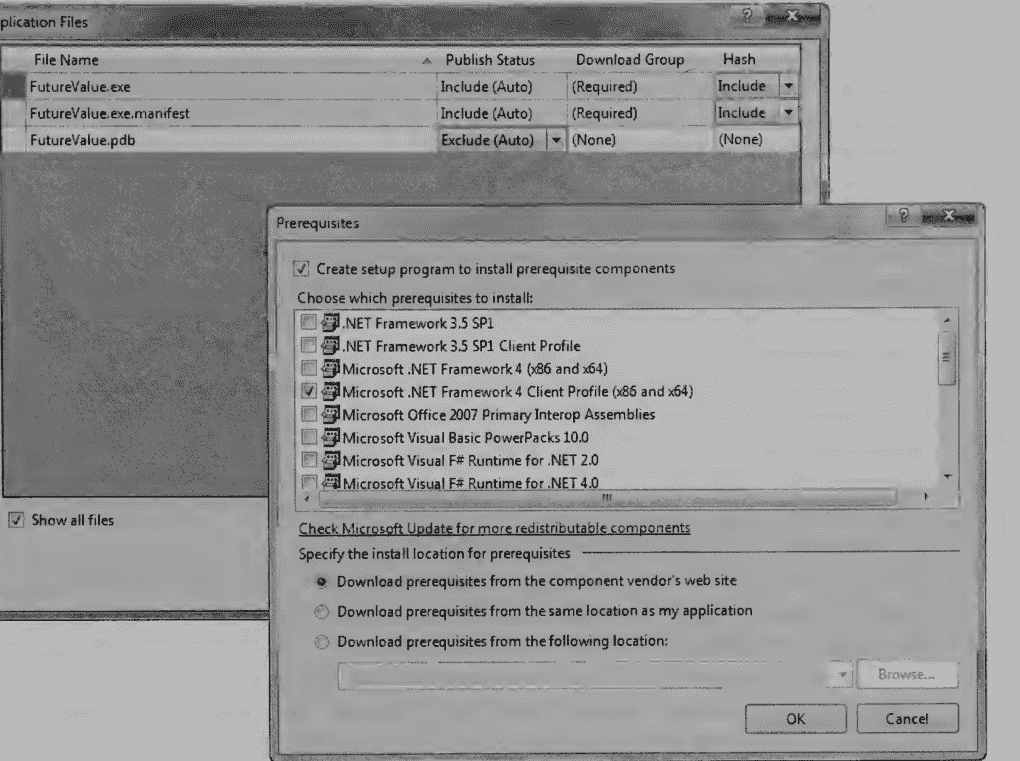 plication Files
File Name Publish Status Download Group Hash
FutureValue.exe Include (Auto) (Required) Include
FutureValue.exe.manifest Include (Auto) (Required) Include
FutureValue.pdb Exclude (Auto) (None) (None)
Show all files
Prerequisites
Create setup program to install prerequisite components
Choose which prerequisites to install:
.NET Framework 3.5 SP1
.NET Framework 3.5 SP1 Client Profile
Microsoft .NET Framework 4 (x86 and x64)
Microsoft .NET Framework 4 Client Profile (x86 and x64)
Microsoft Office 2007 Primary Interop Assemblies
Microsoft Visual Basic PowerPacks 10.0
Microsoft Visual F# Runtime for .NET 2.0
Microsoft Visual F# Runtime for .NET 4.0
Check Microsoft Update for more redistributable components
Specify the install location for prerequisites
Download prerequisites from the component vendor's web site
Download prerequisites from the same location as my application
Download prerequisites from the following location:
Browse...
OK Cancel